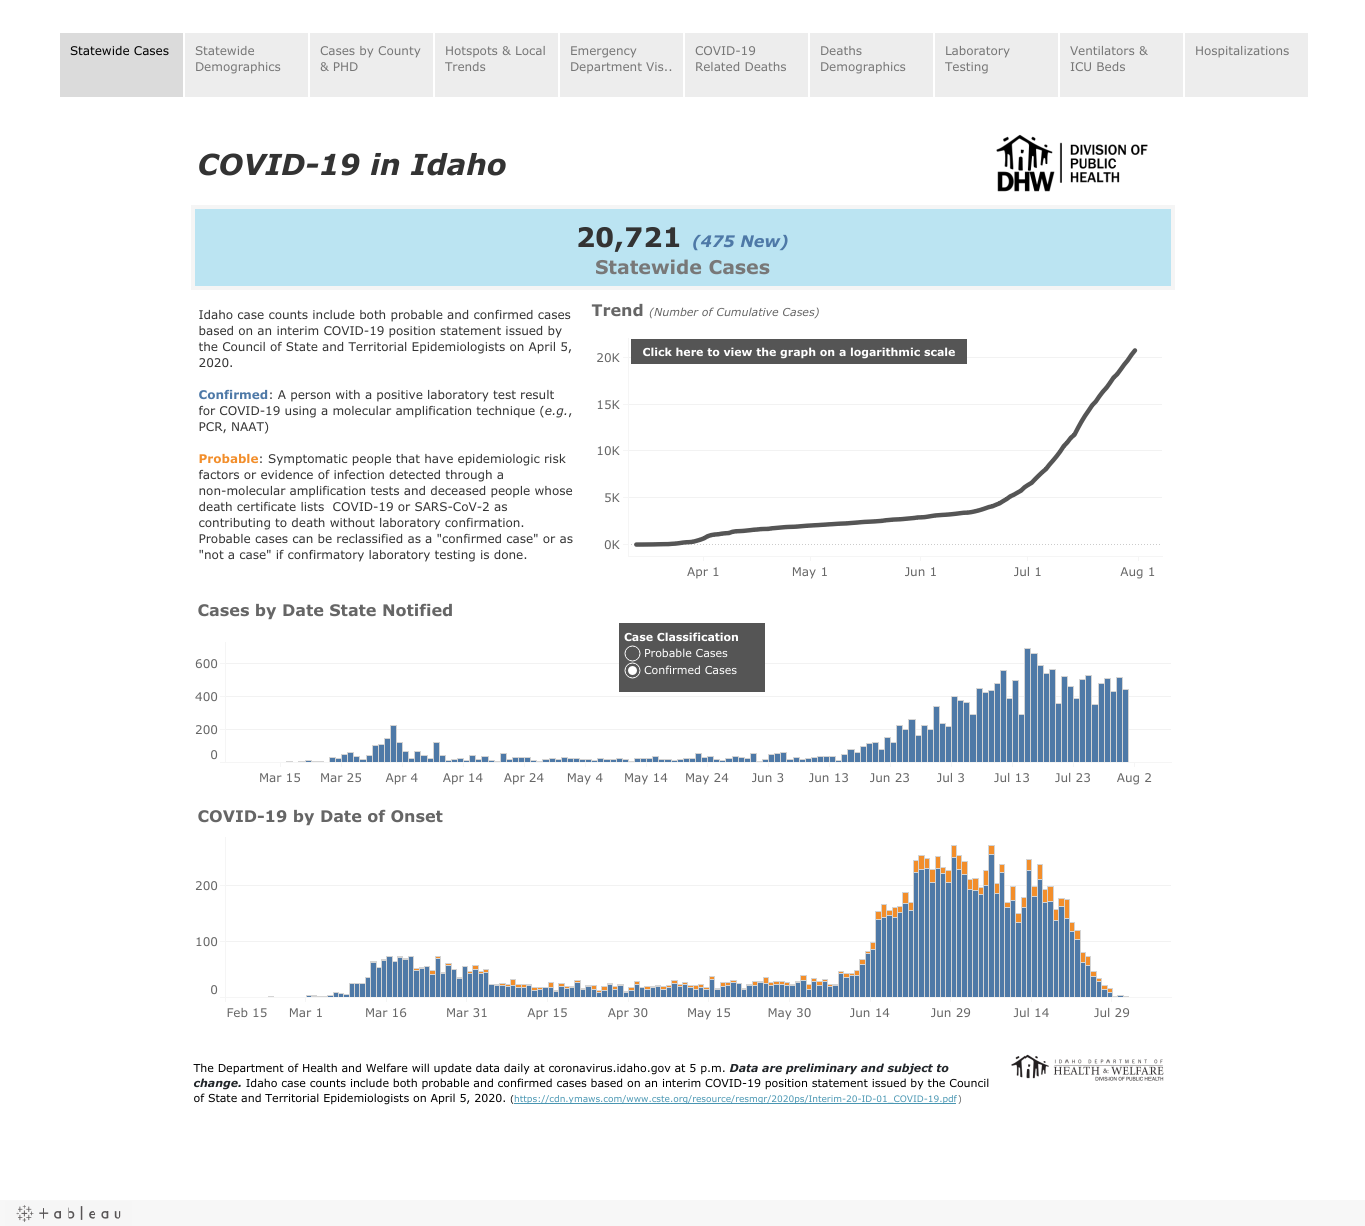 Statewide Cases
Statewide
Demographics
Cases by County
& PHD
Hotspots & Local
Trends
Emergency
Department Vis..
COVID-19
Related Deaths
Deaths
Demographics
Laboratory
Testing
Ventilators &
ICU Beds
Hospitalizations
COVID-19 in Idaho
DHW
DIVISION OF
PUBLIC
HEALTH
20,721 (475 New)
Statewide Cases
Idaho case counts include both probable and confirmed cases
based on an interim COVID-19 position statement issued by
the Council of State and Territorial Epidemiologists on April 5,
2020.
Confirmed: A person with a positive laboratory test result
for COVID-19 using a molecular amplification technique (e.g.,
PCR, NAAT)
Probable: Symptomatic people that have epidemiologic risk
factors or evidence of infection detected through a
non-molecular amplification tests and deceased people whose
death certificate lists  COVID-19 or SARS-CoV-2 as
contributing to death without laboratory confirmation.
Probable cases can be reclassified as a "confirmed case" or as
"not a case" if confirmatory laboratory testing is done.
Trend (Number of Cumulative Cases)
Click here to view the graph on a logarithmic scale
20K
15K
10K
5K
0K
Apr 1 May 1 Jun 1 Jul 1 Aug 1
Cases by Date State Notified
Case Classification
Probable Cases
Confirmed Cases
600
400
200
0
Mar 15 Mar 25 Apr 4 Apr 14 Apr 24 May 4 May 14 May 24 Jun 3 Jun 13 Jun 23 Jul 3 Jul 13 Jul 23 Aug 2
COVID-19 by Date of Onset
200
100
0
Feb 15 Mar 1 Mar 16 Mar 31 Apr 15 Apr 30 May 15 May 30 Jun 14 Jun 29 Jul 14 Jul 29
The Department of Health and Welfare will update data daily at coronavirus.idaho.gov at 5 p.m. Data are preliminary and subject to
change. Idaho case counts include both probable and confirmed cases based on an interim COVID-19 position statement issued by the Council
of State and Territorial Epidemiologists on April 5, 2020. (https://cdn.ymaws.com/www.cste.org/resource/resmgr/2020ps/Interim-20-ID-01_COVID-19.pdf)
IDAHO DEPARTMENT OF
HEALTH & WELFARE
DIVISION OF PUBLIC HEALTH
+ableau